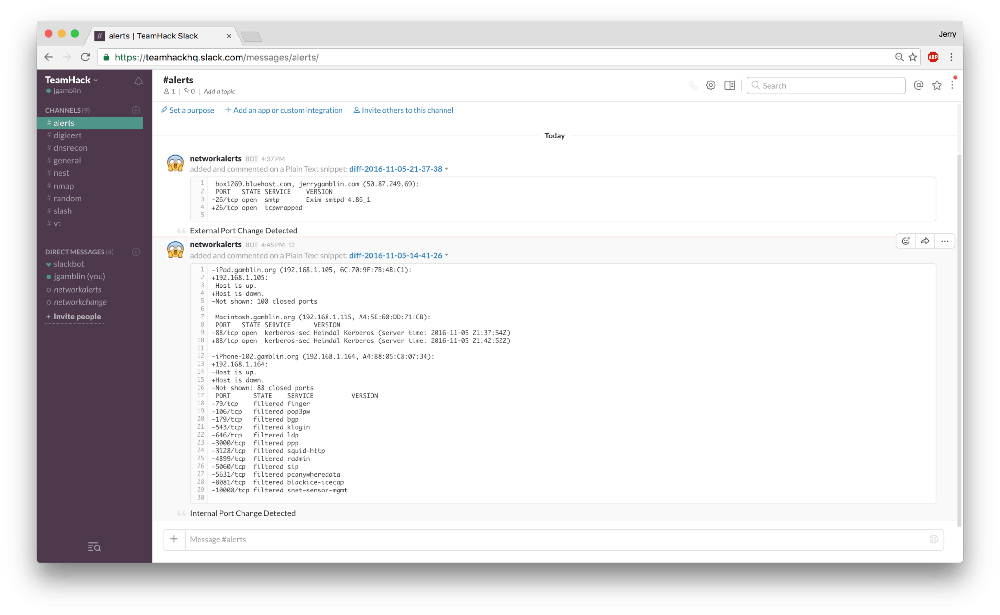 alerts | TeamHack Slack
Jerry
https://teamhackhq.slack.com/messages/alerts/
ABP
TeamHack
jgamblin
CHANNELS (9)
# alerts
# digicert
# dnsrecon
# general
# nest
# nmap
# random
# slash
# vt
DIRECT MESSAGES (4)
slackbot
jgamblin (you)
networkalerts
networkchange
+ Invite people
#alerts
1 | 0 | Add a topic
Search
Set a purpose + Add an app or custom integration Invite others to this channel
Today
networkalerts BOT 4:37 PM
added and commented on a Plain Text snippet: diff-2016-11-05-21-37-38
1 box1269.bluehost.com, jerrygamblin.com (50.87.249.69):
2 PORT STATE SERVICE VERSION
3 -26/tcp open smtp Exim smtpd 4.86_1
4 +26/tcp open tcpwrapped
5
External Port Change Detected
networkalerts BOT 4:45 PM
added and commented on a Plain Text snippet: diff-2016-11-05-14-41-26
1 -iPad.gamblin.org (192.168.1.105, 6C:70:9F:7B:4B:C1):
2 +192.168.1.105:
3 -Host is up.
4 +Host is down.
5 -Not shown: 100 closed ports
6
7 Macintosh.gamblin.org (192.168.1.115, A4:5E:60:DD:71:CB):
8 PORT STATE SERVICE VERSION
9 -88/tcp open kerberos-sec Heimdal Kerberos (server time: 2016-11-05 21:37:54Z)
10 +88/tcp open kerberos-sec Heimdal Kerberos (server time: 2016-11-05 21:42:52Z)
11
12 -iPhone-102.gamblin.org (192.168.1.164, A4:B8:05:C8:07:34):
13 +192.168.1.164:
14 -Host is up.
15 +Host is down.
16 -Not shown: 88 closed ports
17 PORT STATE SERVICE VERSION
18 -79/tcp filtered finger
19 -106/tcp filtered pop3pw
20 -179/tcp filtered bgp
21 -543/tcp filtered klogin
22 -646/tcp filtered ldp
23 -3000/tcp filtered ppp
24 -3128/tcp filtered squid-http
25 -4899/tcp filtered radmin
26 -5060/tcp filtered sip
27 -5631/tcp filtered pcanywheredata
28 -8081/tcp filtered blackice-icecap
29 -10000/tcp filtered snet-sensor-mgmt
30
Internal Port Change Detected
+ Message #alerts